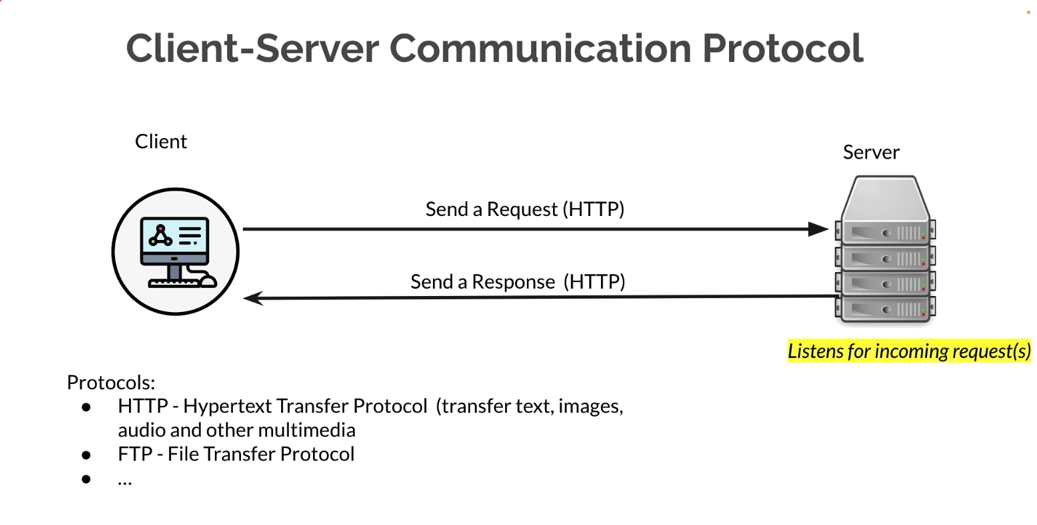 Client-Server Communication Protocol
Client
Server
Send a Request (HTTP)
Send a Response (HTTP)
Listens for incoming request(s)
Protocols:
● HTTP - Hypertext Transfer Protocol (transfer text, images,
audio and other multimedia
● FTP - File Transfer Protocol
● ...